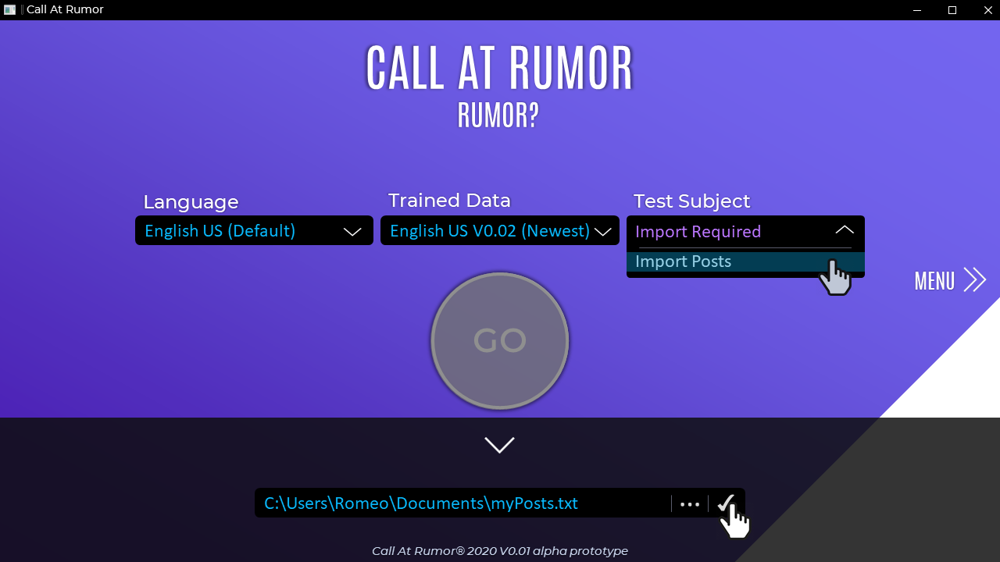 Call At Rumor
CALL AT RUMOR
RUMOR?
Language
Trained Data
Test Subject
English US (Default)
English US V0.02 (Newest)
Import Required
Import Posts
MENU
GO
C:\Users\Romeo\Documents\myPosts.txt
Call At Rumor® 2020 V0.01 alpha prototype